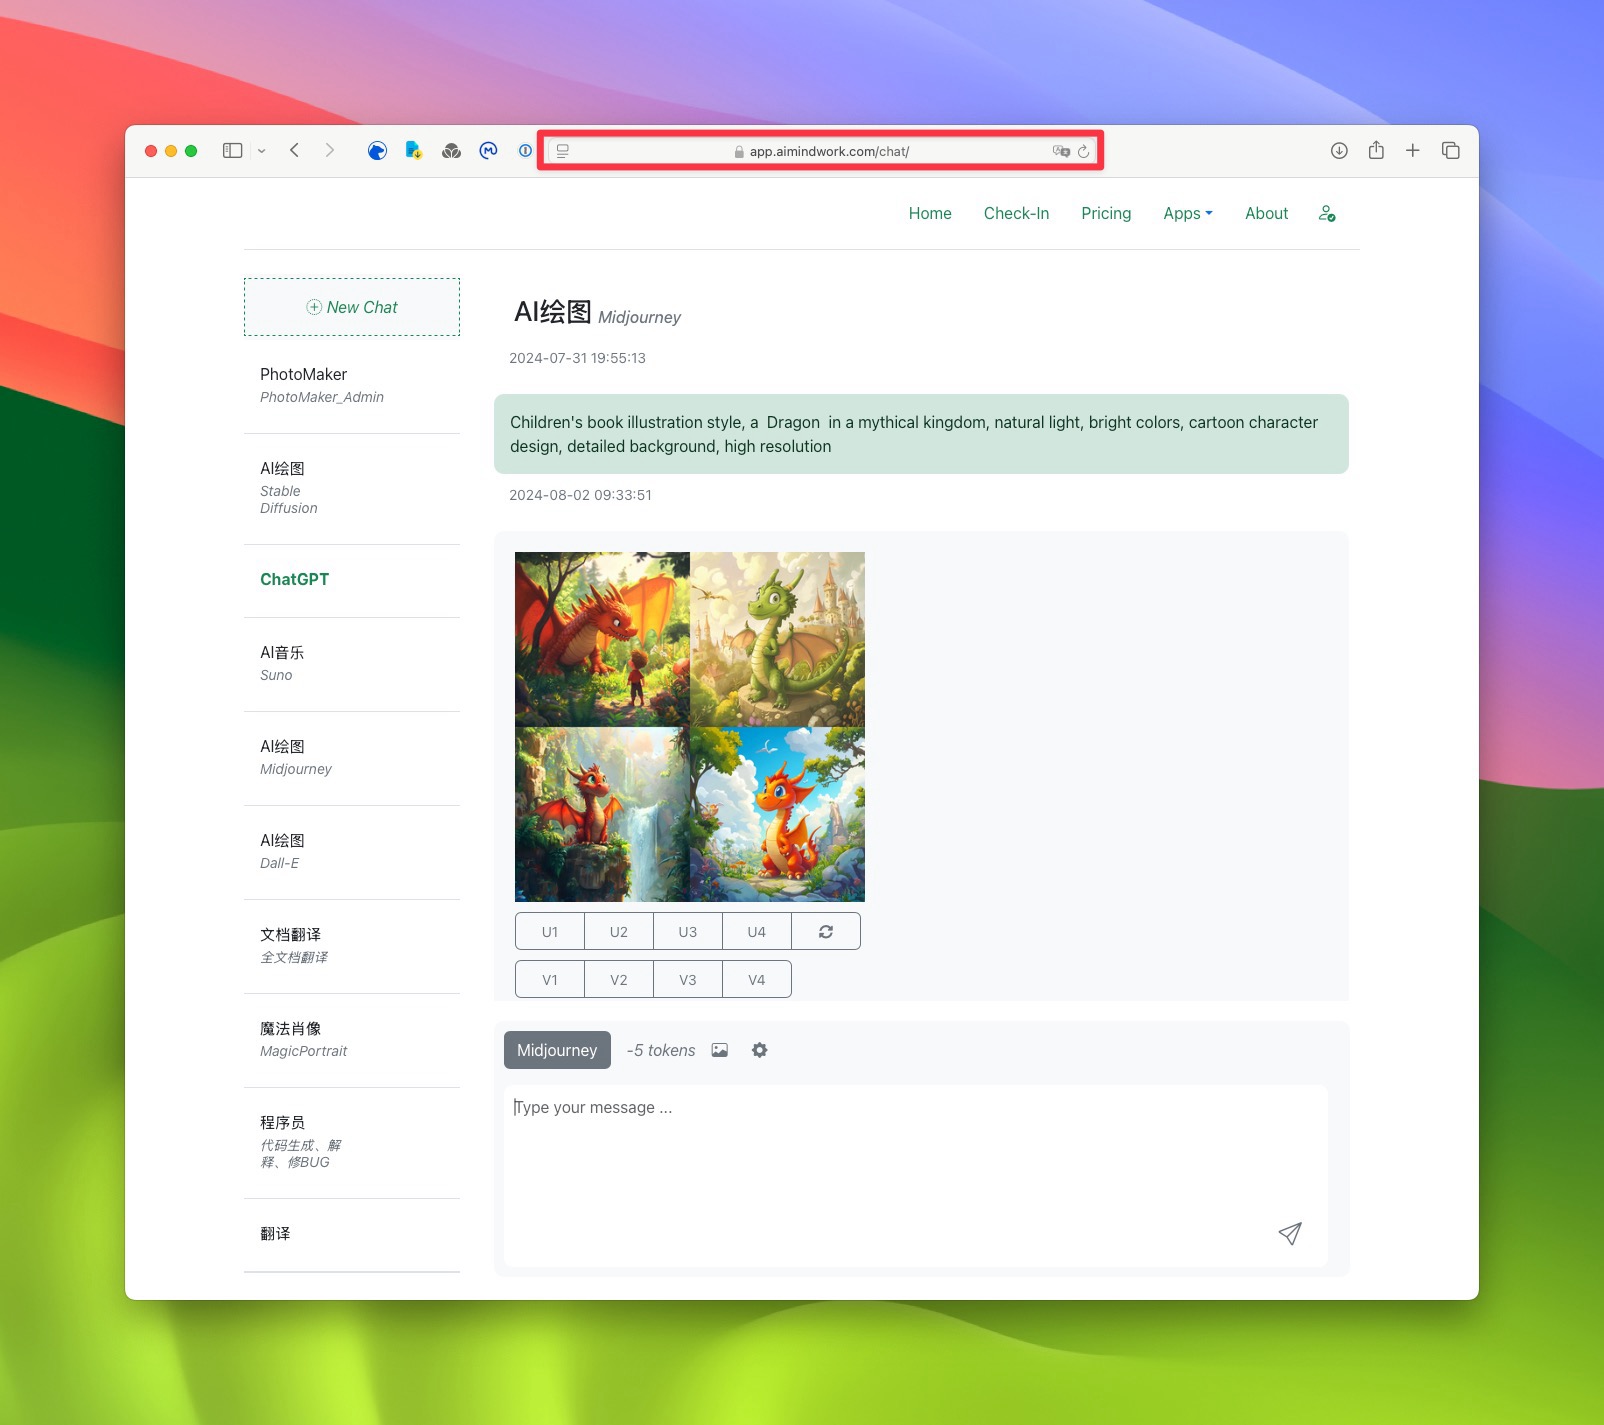 app.aimindwork.com/chat/
Home Check-In Pricing Apps About
New Chat
PhotoMaker
PhotoMaker_Admin
AI绘图
Stable
Diffusion
ChatGPT
AI音乐
Suno
AI绘图
Midjourney
AI绘图
Dall-E
文档翻译
全文档翻译
魔法肖像
MagicPortrait
程序员
代码生成、解
释、修BUG
翻译
AI绘图 Midjourney
2024-07-31 19:55:13
Children's book illustration style, a  Dragon  in a mythical kingdom, natural light, bright colors, cartoon character
design, detailed background, high resolution
2024-08-02 09:33:51
U1 U2 U3 U4
V1 V2 V3 V4
Midjourney -5 tokens
Type your message ...